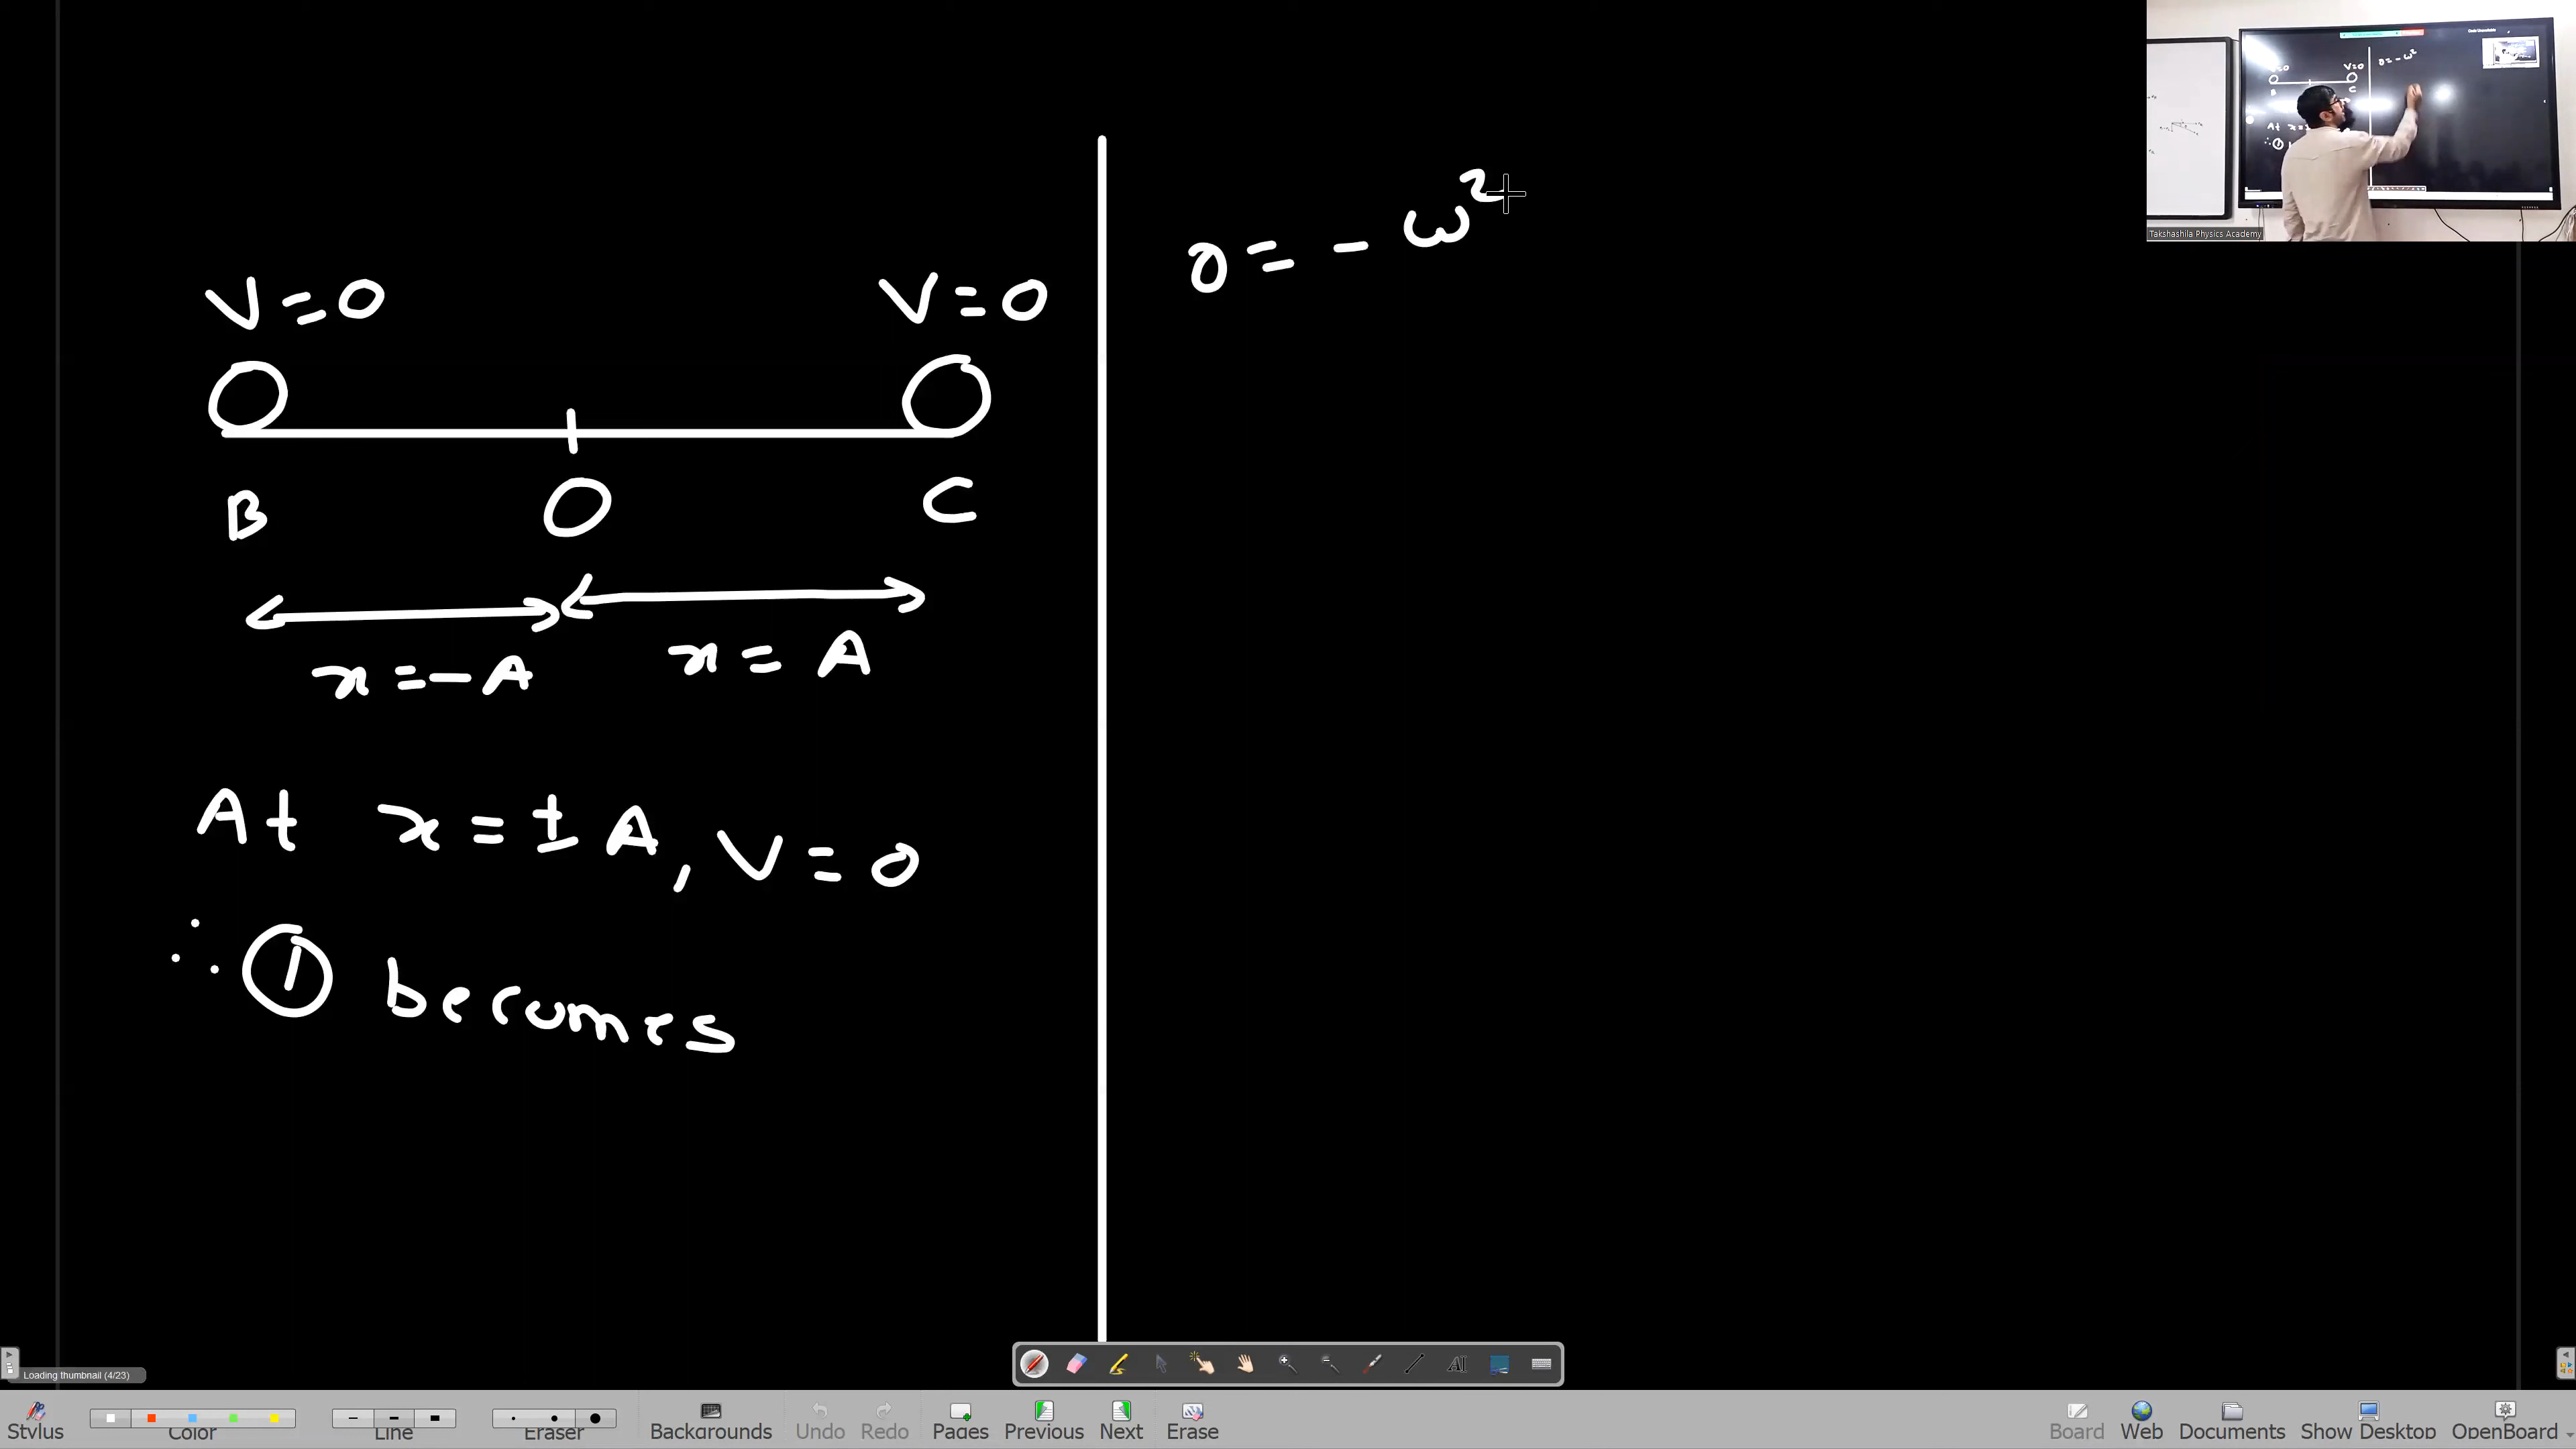 V = 0
V = 0
B
O
C
x = - A
x = A
At x = ± A, V = 0
∴ ① becomes
0 = - ω²
Takshashila Physics Academy
Loading thumbnail (4/23)
Stylus
Color
Line
Eraser
Backgrounds
Undo
Redo
Pages
Previous
Next
Erase
Board
Web
Documents
Show Desktop
OpenBoard